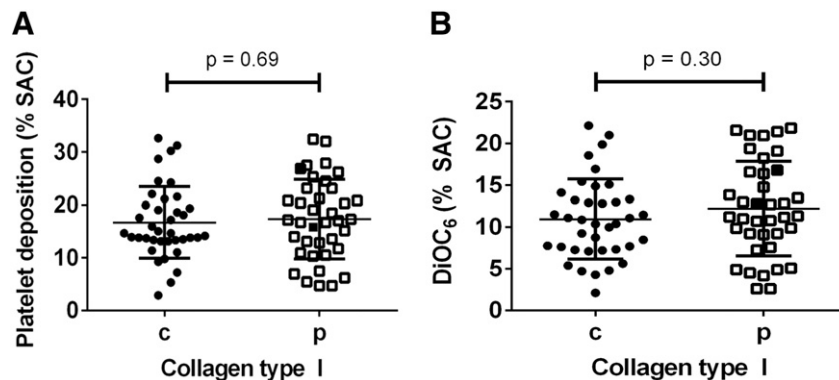 A
p = 0.69
Platelet deposition (% SAC)
40
30
20
10
0
c p
Collagen type I
B
p = 0.30
DiOC6 (% SAC)
25
20
15
10
5
0
c p
Collagen type I